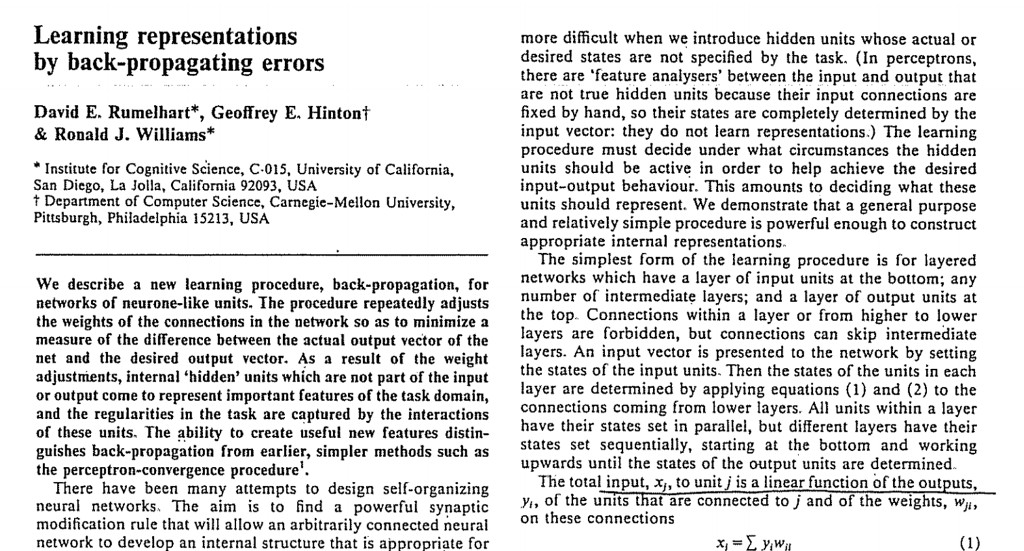 Learning representations
by back-propagating errors
David E. Rumelhart*, Geoffrey E. Hinton†
& Ronald J. Williams*
* Institute for Cognitive Science, C-015, University of California,
San Diego, La Jolla, California 92093, USA
† Department of Computer Science, Carnegie-Mellon University,
Pittsburgh, Philadelphia 15213, USA
We describe a new learning procedure, back-propagation, for
networks of neurone-like units. The procedure repeatedly adjusts
the weights of the connections in the network so as to minimize a
measure of the difference between the actual output vector of the
net and the desired output vector. As a result of the weight
adjustments, internal ‘hidden’ units which are not part of the input
or output come to represent important features of the task domain,
and the regularities in the task are captured by the interactions
of these units. The ability to create useful new features distin-
guishes back-propagation from earlier, simpler methods such as
the perceptron-convergence procedure¹.
There have been many attempts to design self-organizing
neural networks. The aim is to find a powerful synaptic
modification rule that will allow an arbitrarily connected neural
network to develop an internal structure that is appropriate for
more difficult when we introduce hidden units whose actual or
desired states are not specified by the task. (In perceptrons,
there are ‘feature analysers’ between the input and output that
are not true hidden units because their input connections are
fixed by hand, so their states are completely determined by the
input vector: they do not learn representations.) The learning
procedure must decide under what circumstances the hidden
units should be active in order to help achieve the desired
input-output behaviour. This amounts to deciding what these
units should represent. We demonstrate that a general purpose
and relatively simple procedure is powerful enough to construct
appropriate internal representations.
The simplest form of the learning procedure is for layered
networks which have a layer of input units at the bottom; any
number of intermediate layers; and a layer of output units at
the top. Connections within a layer or from higher to lower
layers are forbidden, but connections can skip intermediate
layers. An input vector is presented to the network by setting
the states of the input units. Then the states of the units in each
layer are determined by applying equations (1) and (2) to the
connections coming from lower layers. All units within a layer
have their states set in parallel, but different layers have their
states set sequentially, starting at the bottom and working
upwards until the states of the output units are determined.
The total input, xⱼ, to unit j is a linear function of the outputs,
yᵢ, of the units that are connected to j and of the weights, wⱼᵢ,
on these connections
xⱼ = ∑ yᵢwⱼᵢ (1)